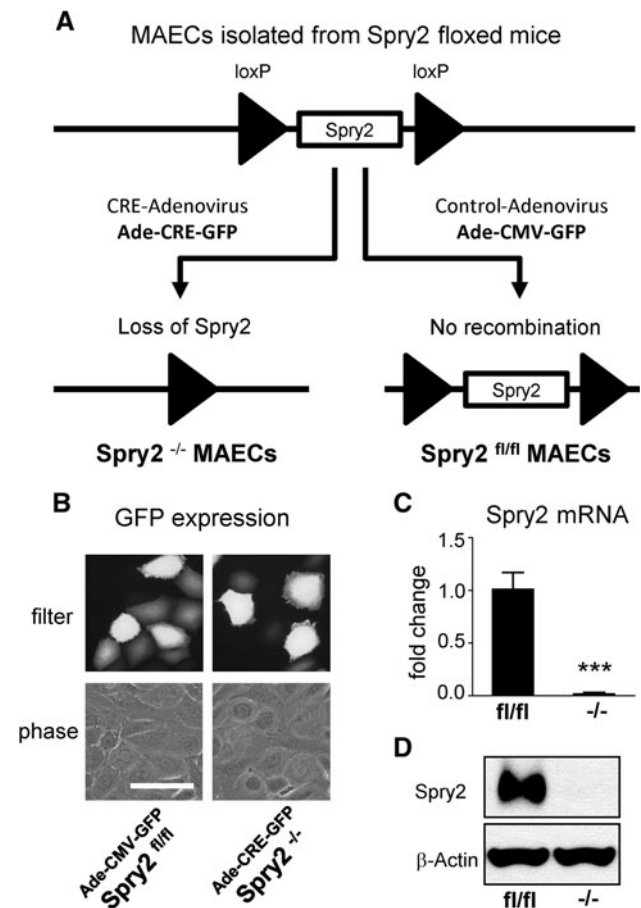 A
MAECs isolated from Spry2 floxed mice
loxP loxP
Spry2
CRE-Adenovirus
Ade-CRE-GFP
Control-Adenovirus
Ade-CMV-GFP
Loss of Spry2
No recombination
Spry2
Spry2 -/- MAECs
Spry2 fl/fl MAECs
B
GFP expression
filter
phase
Ade-CMV-GFP
Spry2 fl/fl
Ade-CRE-GFP
Spry2 -/-
C
Spry2 mRNA
fold change
1.5
1.0
0.5
0.0
***
fl/fl -/-
D
Spry2
β-Actin
fl/fl -/-